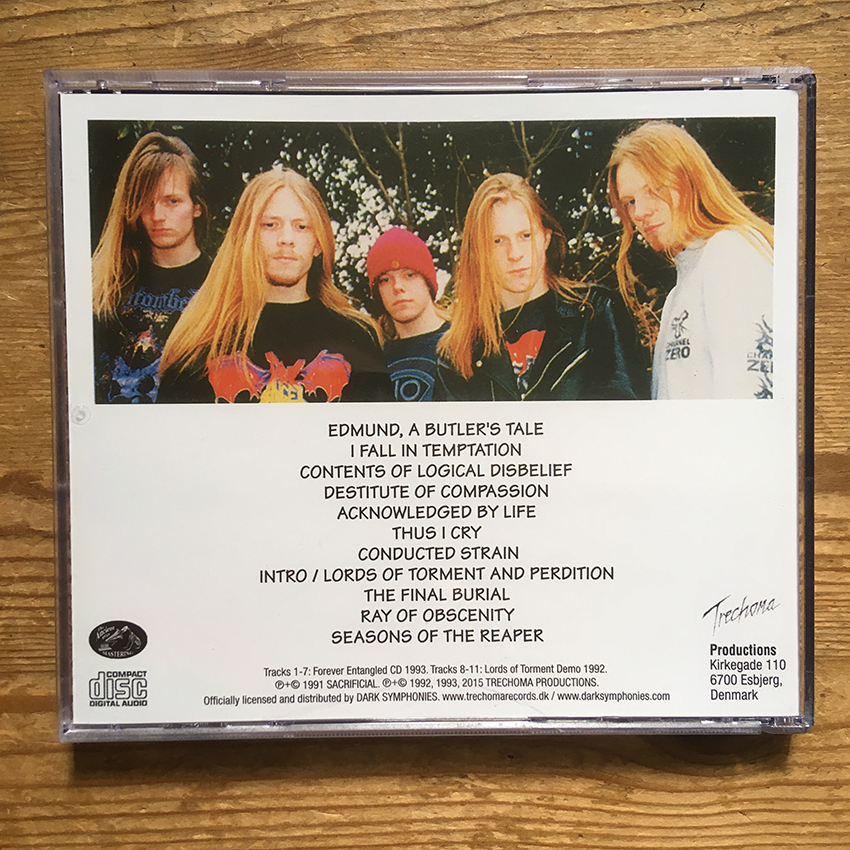 CHANNEL
ZERO
EDMUND, A BUTLER'S TALE
I FALL IN TEMPTATION
CONTENTS OF LOGICAL DISBELIEF
DESTITUTE OF COMPASSION
ACKNOWLEDGED BY LIFE
THUS I CRY
CONDUCTED STRAIN
INTRO / LORDS OF TORMENT AND PERDITION
THE FINAL BURIAL
RAY OF OBSCENITY
SEASONS OF THE REAPER
MASTERING
COMPACT
disc
DIGITAL AUDIO
Tracks 1-7: Forever Entangled CD 1993. Tracks 8-11: Lords of Torment Demo 1992.
℗+© 1991 SACRIFICIAL. ℗+© 1992, 1993, 2015 TRECHOMA PRODUCTIONS.
Officially licensed and distributed by DARK SYMPHONIES. www.trechomarecords.dk / www.darksymphonies.com
Trechoma
Productions
Kirkegade 110
6700 Esbjerg,
Denmark